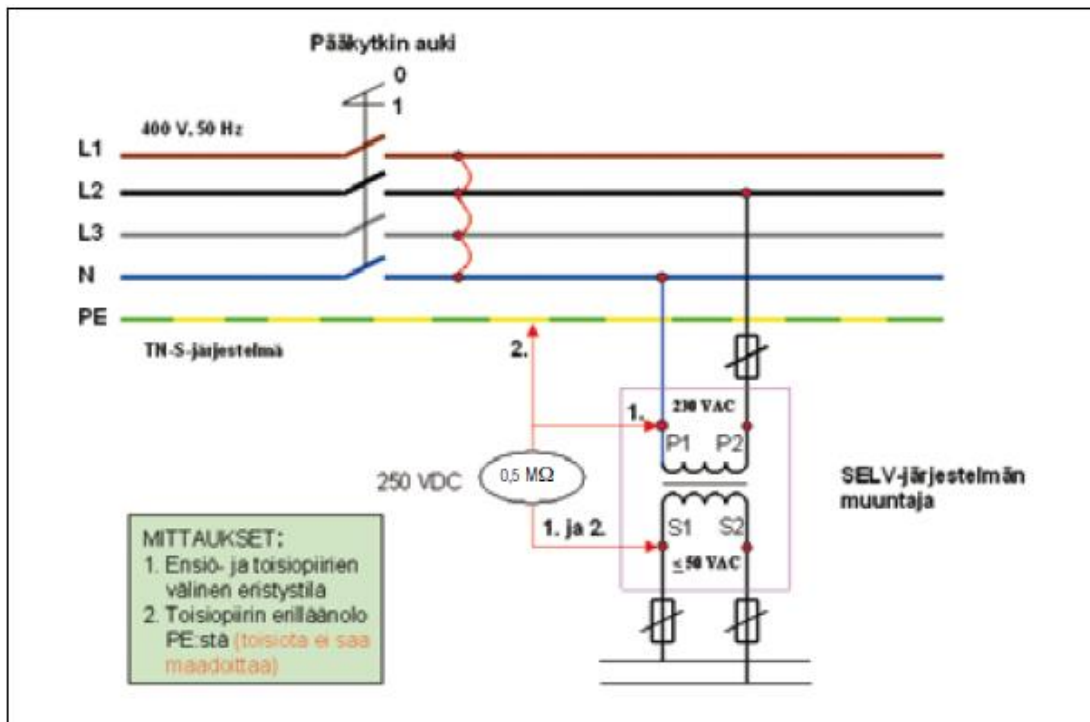 Pääkytkin auki
0
1
400 V, 50 Hz
L1
L2
L3
N
PE
TN-S-järjestelmä
2.
1.
230 VAC
P1 P2
250 VDC
0,5 MΩ
SELV-järjestelmän
muuntaja
1. ja 2.
S1 S2
≤ 50 VAC
MITTAUKSET:
1. Ensiö- ja toisiopiirien
välinen eristystila
2. Toisiopiirin erilläänolo
PE:stä (toisiota ei saa
maadoittaa)